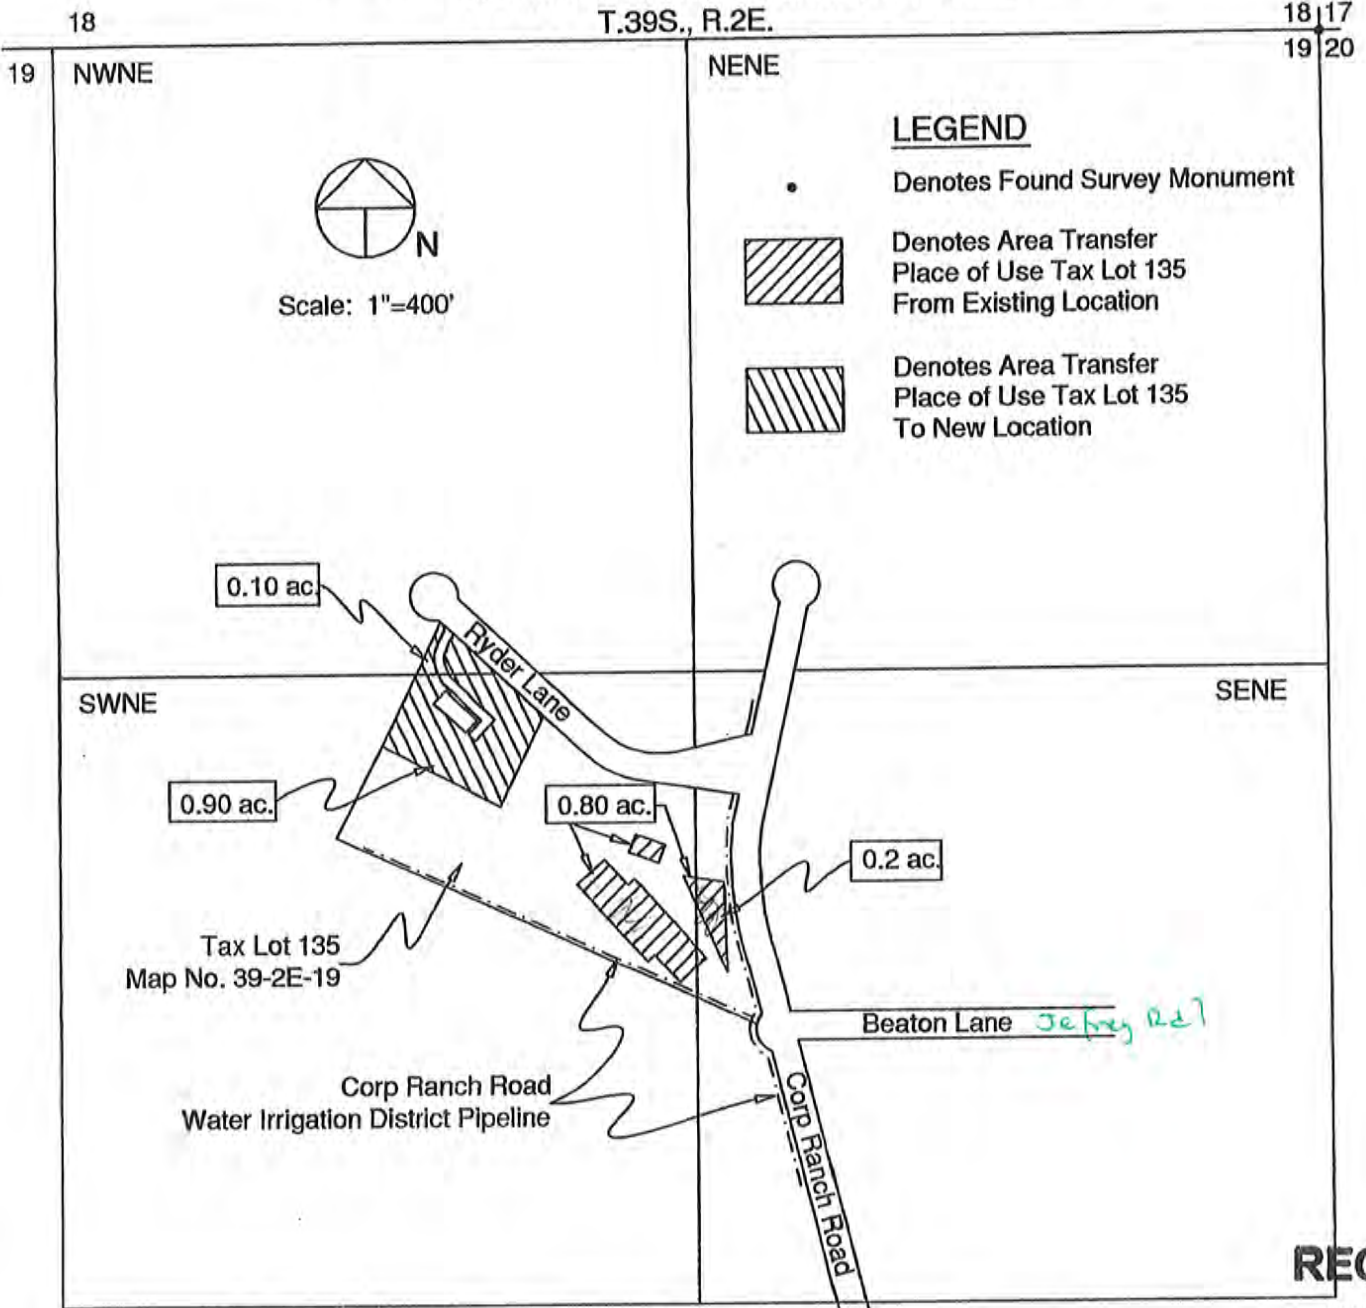 18
T.39S., R.2E.
18 17
19
19 20
NWNE
NENE
LEGEND
Denotes Found Survey Monument
Denotes Area Transfer
Place of Use Tax Lot 135
From Existing Location
Denotes Area Transfer
Place of Use Tax Lot 135
To New Location
N
Scale: 1"=400'
0.10 ac.
Ryder Lane
SWNE
SENE
0.90 ac.
0.80 ac.
0.2 ac.
Tax Lot 135
Map No. 39-2E-19
Beaton Lane
Corp Ranch Road
Water Irrigation District Pipeline
Corp Ranch Road
REC